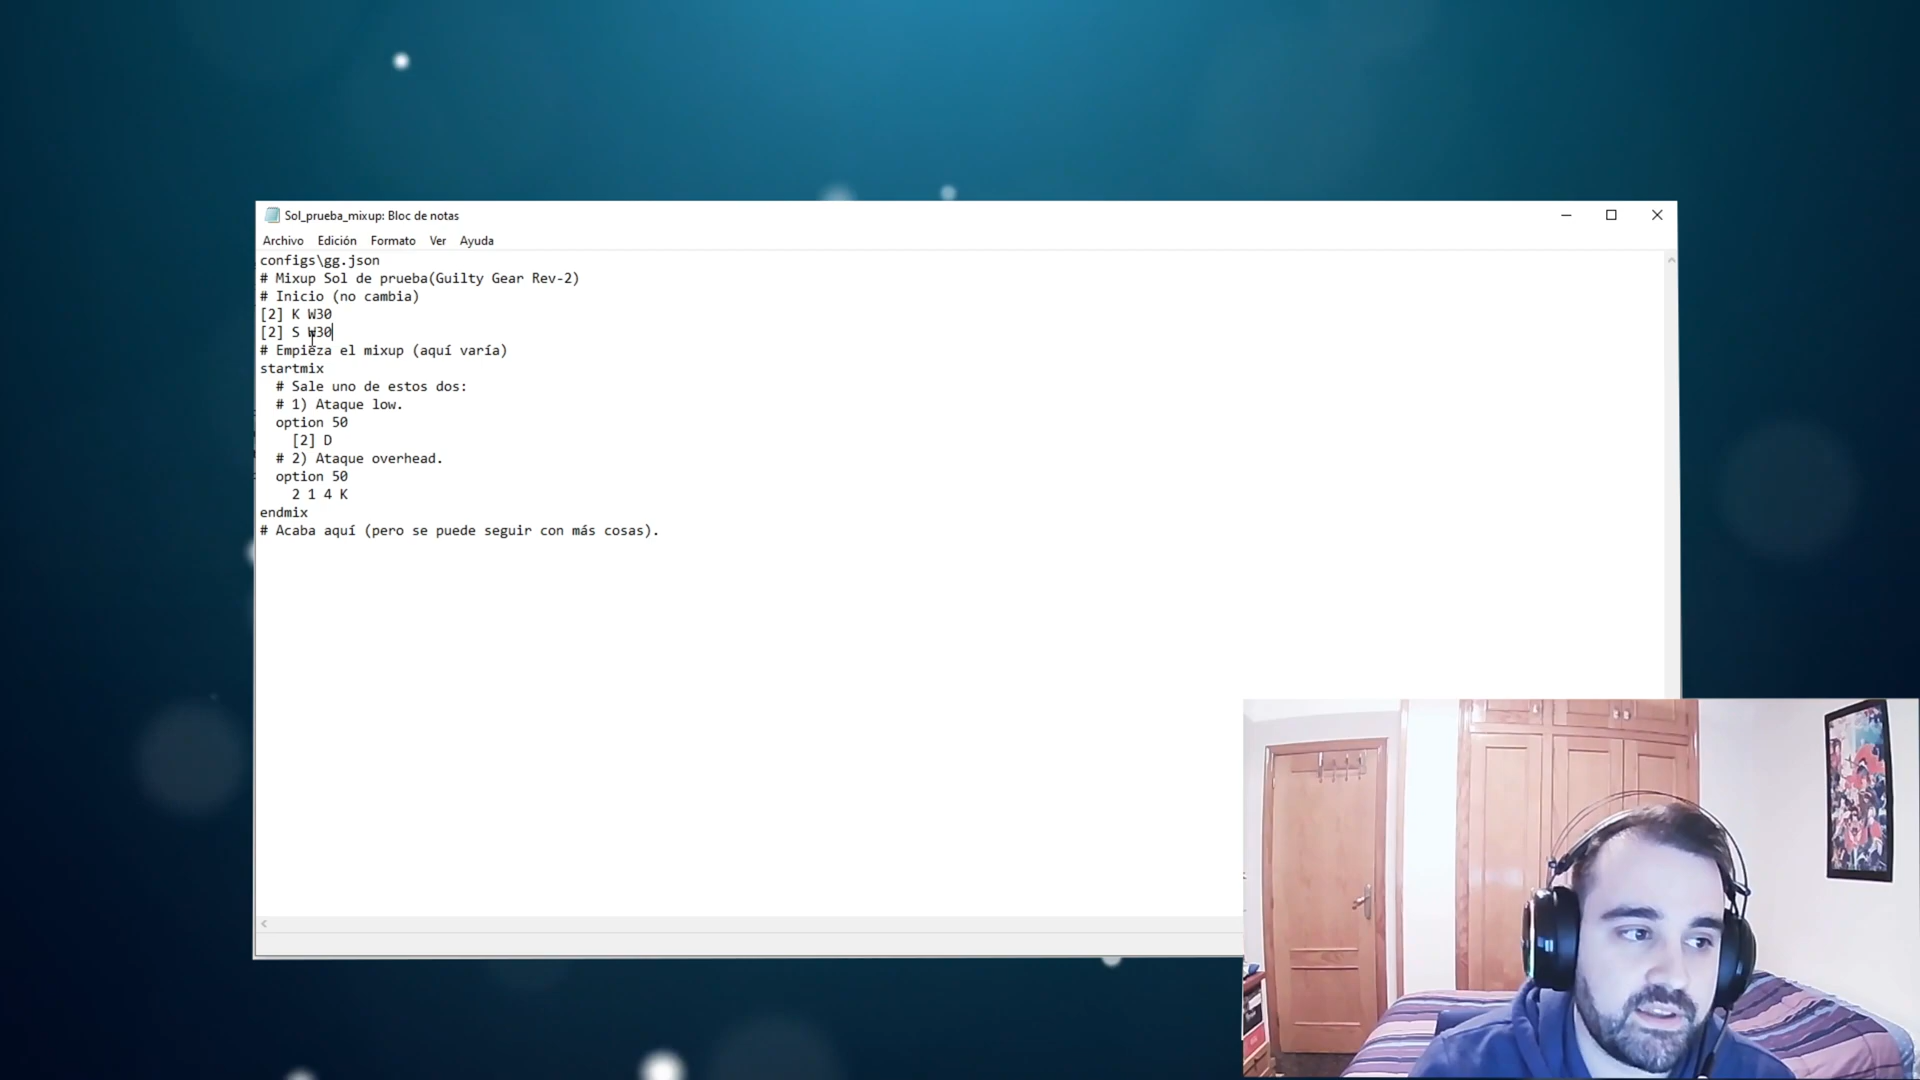 Sol_prueba_mixup: Bloc de notas
Archivo Edición Formato Ver Ayuda
configs\gg.json
# Mixup Sol de prueba(Guilty Gear Rev-2)
# Inicio (no cambia)
[2] K W30
[2] S W30
# Empieza el mixup (aquí varía)
startmix
  # Sale uno de estos dos:
  # 1) Ataque low.
  option 50
    [2] D
  # 2) Ataque overhead.
  option 50
    2 1 4 K
endmix
# Acaba aquí (pero se puede seguir con más cosas).